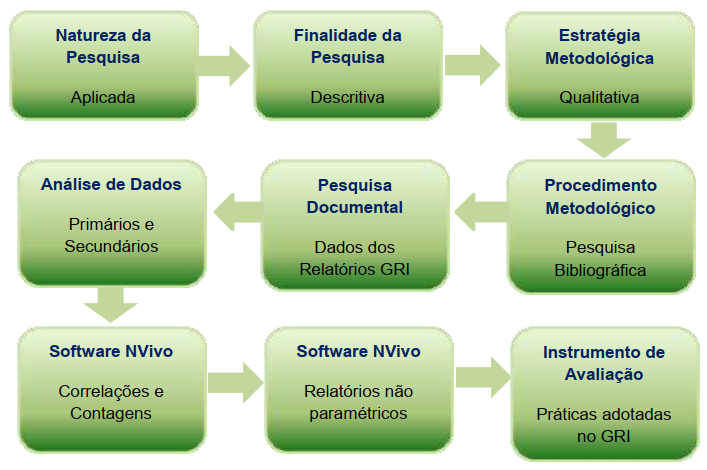 Natureza da
Pesquisa
Aplicada
Finalidade da
Pesquisa
Descritiva
Estratégia
Metodológica
Qualitativa
Procedimento
Metodológico
Pesquisa
Bibliográfica
Pesquisa
Documental
Dados dos
Relatórios GRI
Análise de Dados
Primários e
Secundários
Software NVivo
Correlações e
Contagens
Software NVivo
Relatórios não
paramétricos
Instrumento de
Avaliação
Práticas adotadas
no GRI